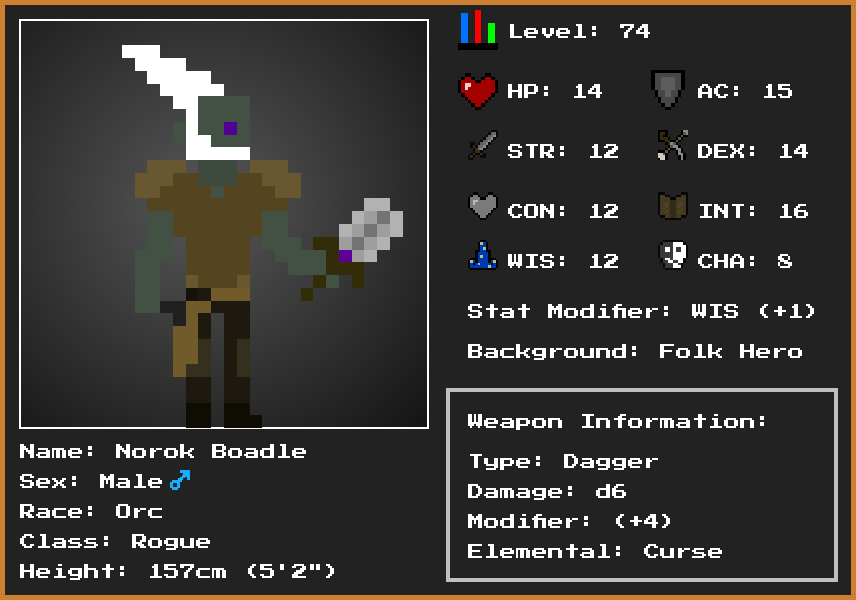 Level: 74
HP: 14 AC: 15
STR: 12 DEX: 14
CON: 12 INT: 16
WIS: 12 CHA: 8
Stat Modifier: WIS (+1)
Background: Folk Hero
Weapon Information:
Type: Dagger
Damage: d6
Modifier: (+4)
Elemental: Curse
Name: Norok Boadle
Sex: Male ♂
Race: Orc
Class: Rogue
Height: 157cm (5'2")